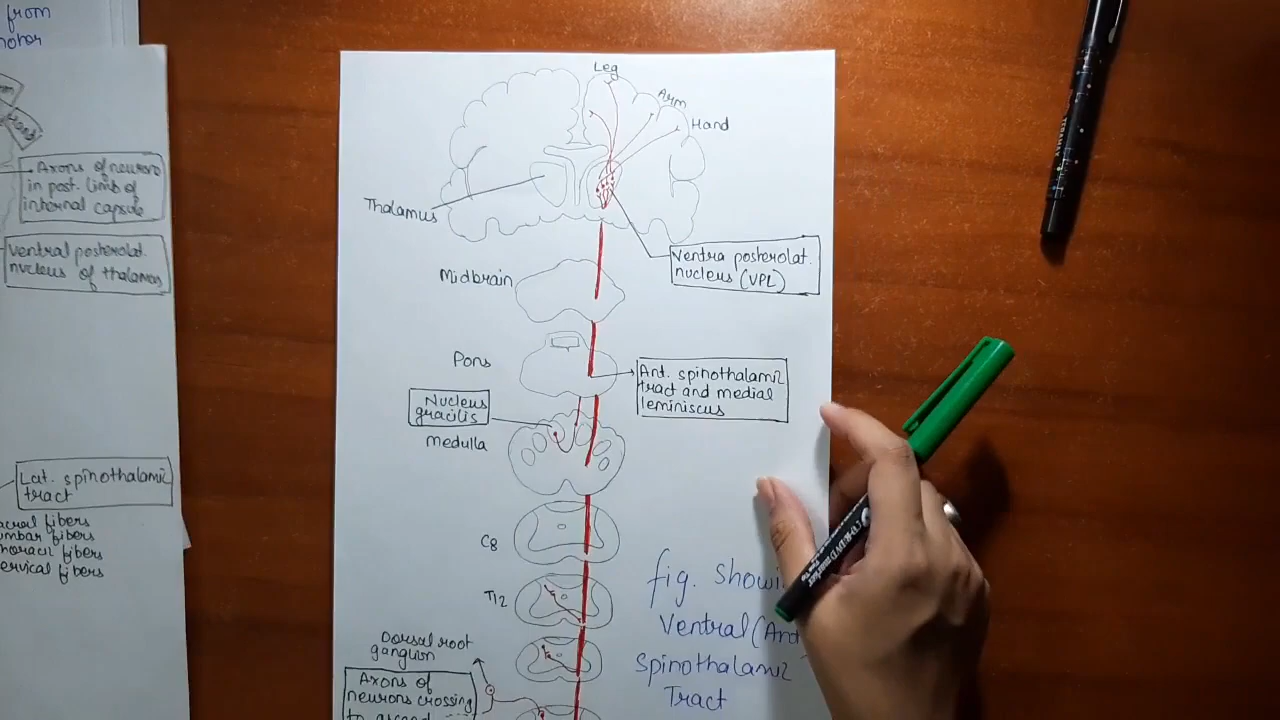 from
Hand
Axons of neurons
in post. limb of
internal capsule
Ventral posterolat.
nucleus of thalamus
Lat. spinothalamic
tract
fibers
fibers
fibers
fibers
Leg
Arm
Hand
Thalamus
Ventra posterolat.
nucleus (VPL)
Midbrain
Pons
Ant. spinothalamic
tract and medial
leminiscus
Nucleus
gracilis
Medulla
C8
T12
Dorsal root
ganglion
Axons of
neurons crossing
to ascend
fig. Showi
Ventral (Ant
Spinothalamic
Tract